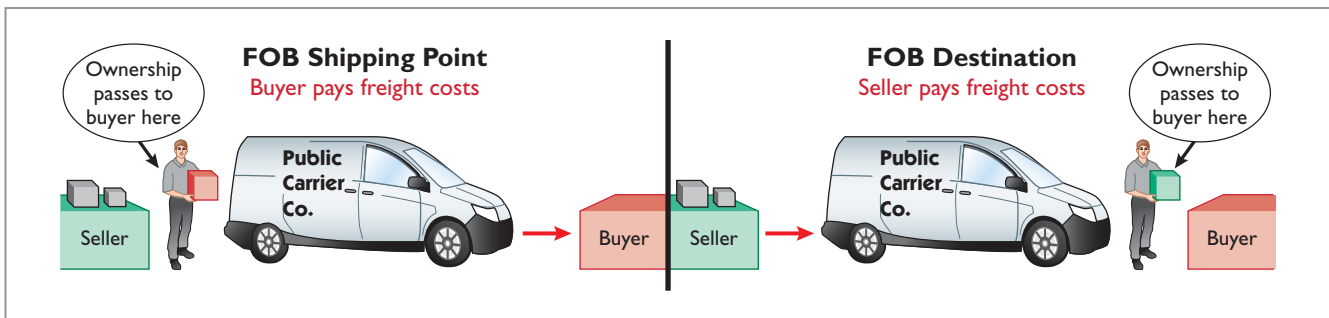 FOB Shipping Point
Buyer pays freight costs
Ownership
passes to
buyer here
Public
Carrier
Co.
Seller
Buyer
FOB Destination
Seller pays freight costs
Ownership
passes to
buyer here
Public
Carrier
Co.
Seller
Buyer